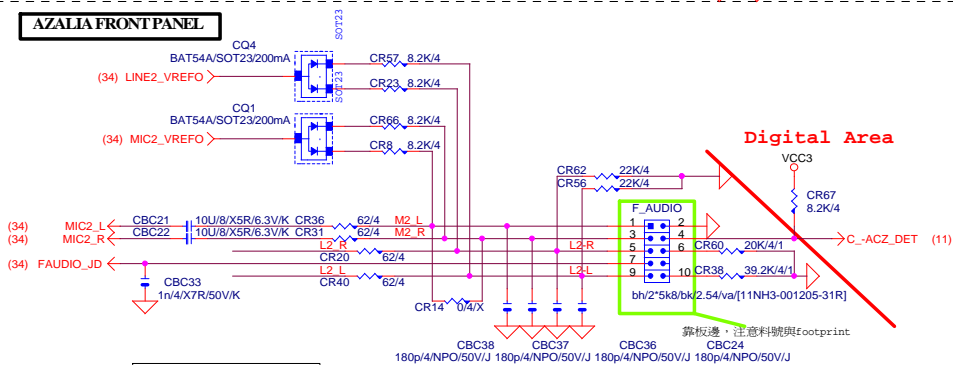 AZALIA FRONT PANEL
SOT23
CQ4
BAT54A/SOT23/200mA
CR57 8.2K/4
(34) LINE2_VREFO
CR23 8.2K/4
SOT23
CQ1
BAT54A/SOT23/200mA
CR66 8.2K/4
(34) MIC2_VREFO
CR8 8.2K/4
Digital Area
VCC3
CR62 22K/4
CR56 22K/4
CR67
8.2K/4
F_AUDIO
(34) MIC2_L CBC21 10U/8/X5R/6.3V/K CR36 62/4 M2_L 1 2
(34) MIC2_R CBC22 10U/8/X5R/6.3V/K CR31 62/4 M2_R 3 4 C_-ACZ_DET (11)
L2_R L2-R 5 6 CR60 20K/4/1
CR20 62/4
(34) FAUDIO_JD 7
L2_L L2-L 9 10 CR38 39.2K/4/1
CR40 62/4
CBC33
1n/4/X7R/50V/K
bh/2*5k8/bk/2.54/va/[11NH3-001205-31R]
CR14 0/4/X
靠板邊，注意料號與footprint
CBC38 CBC37 CBC36 CBC24
180p/4/NPO/50V/J 180p/4/NPO/50V/J 180p/4/NPO/50V/J 180p/4/NPO/50V/J